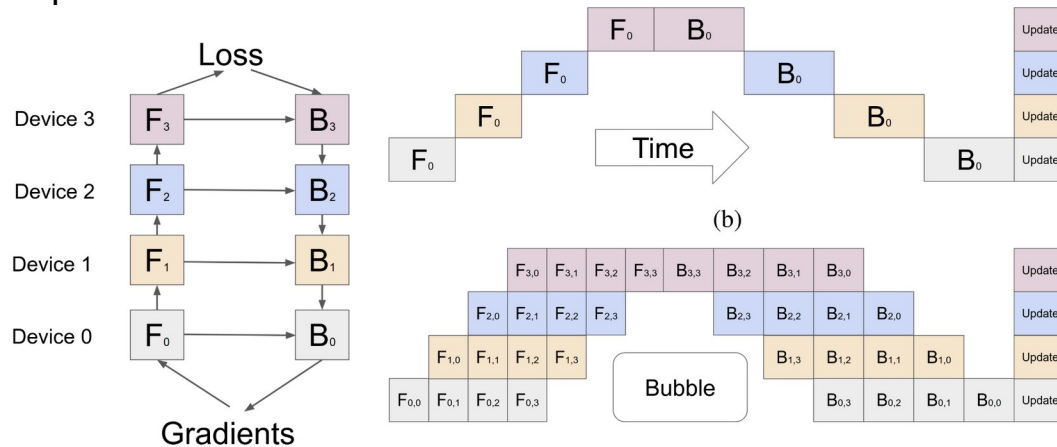 Loss
Device 3
F3
B3
Device 2
F2
B2
Device 1
F1
B1
Device 0
F0
B0
Gradients
F0 B0 Update
F0 B0 Update
F0 B0 Update
F0 B0 Update
Time
(b)
F3,0 F3,1 F3,2 F3,3 B3,3 B3,2 B3,1 B3,0 Update
F2,0 F2,1 F2,2 F2,3 B2,3 B2,2 B2,1 B2,0 Update
F1,0 F1,1 F1,2 F1,3 B1,3 B1,2 B1,1 B1,0 Update
F0,0 F0,1 F0,2 F0,3 Bubble B0,3 B0,2 B0,1 B0,0 Update